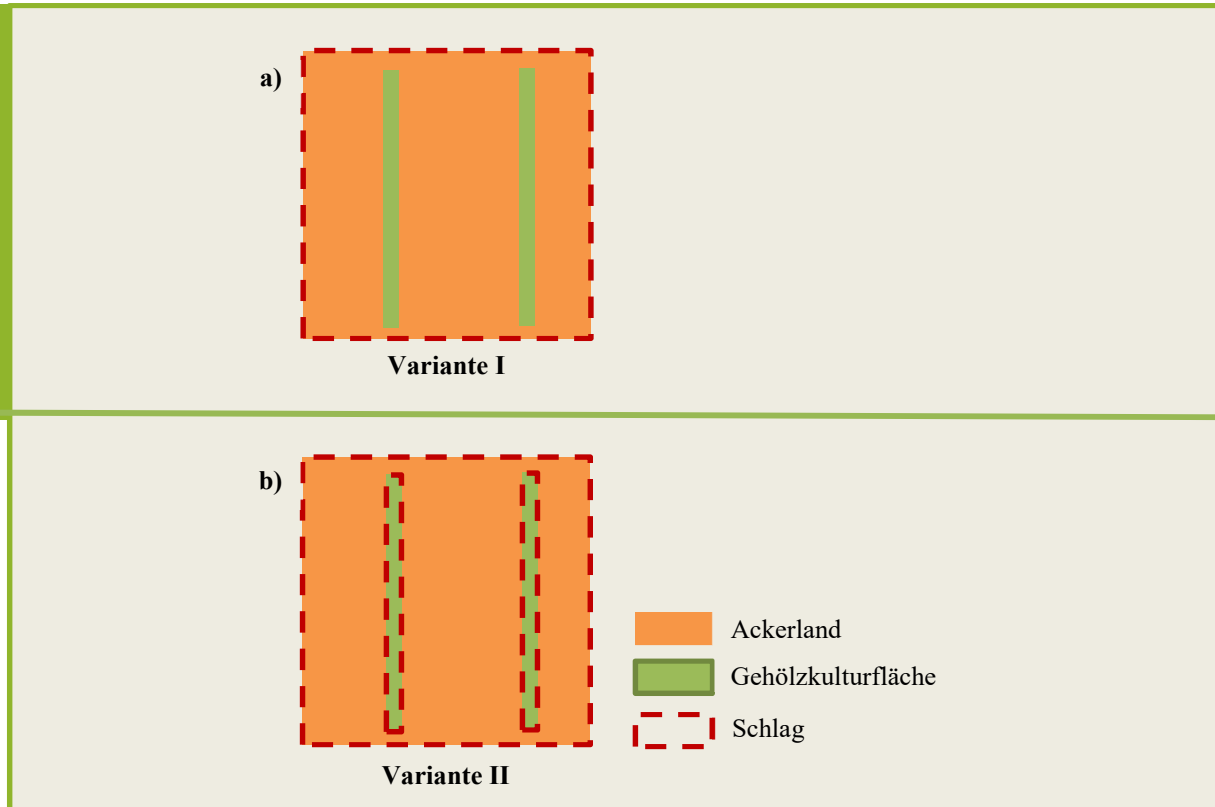 a)
Variante I
b)
Ackerland
Gehölzkulturfläche
Schlag
Variante II